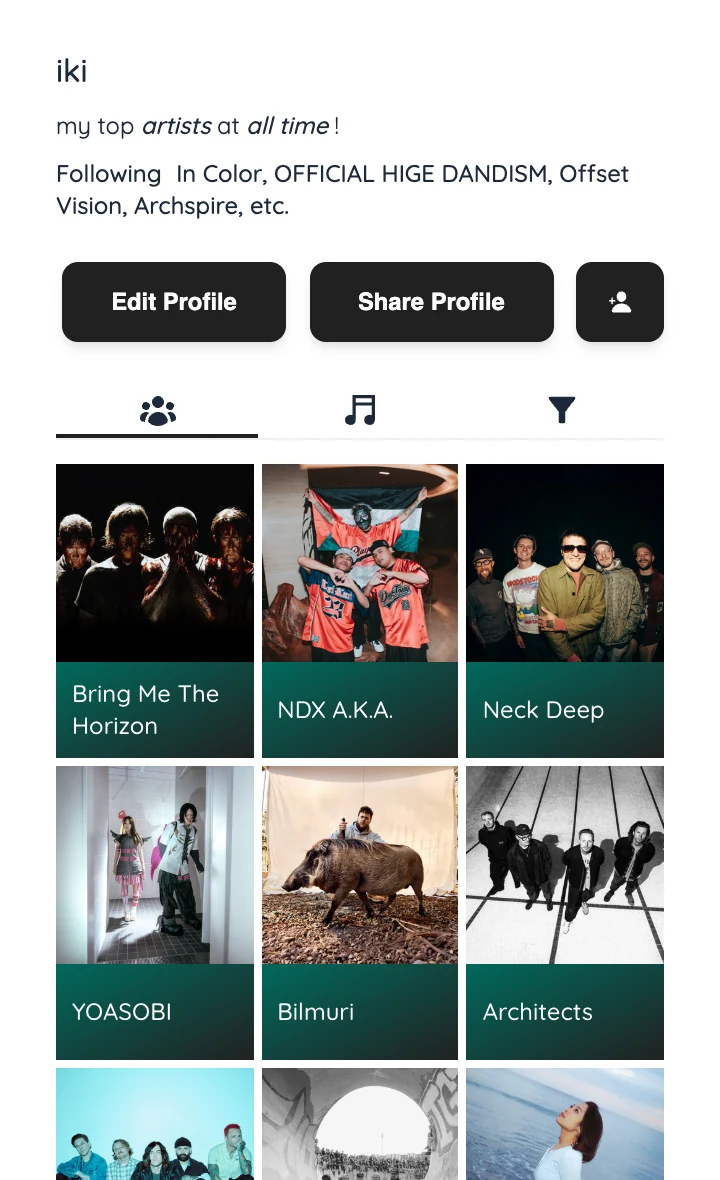 iki
my top artists at all time !
Following In Color, OFFICIAL HIGE DANDISM, Offset
Vision, Archspire, etc.
Edit Profile
Share Profile
Bring Me The
Horizon
NDX A.K.A.
Neck Deep
YOASOBI
Bilmuri
Architects